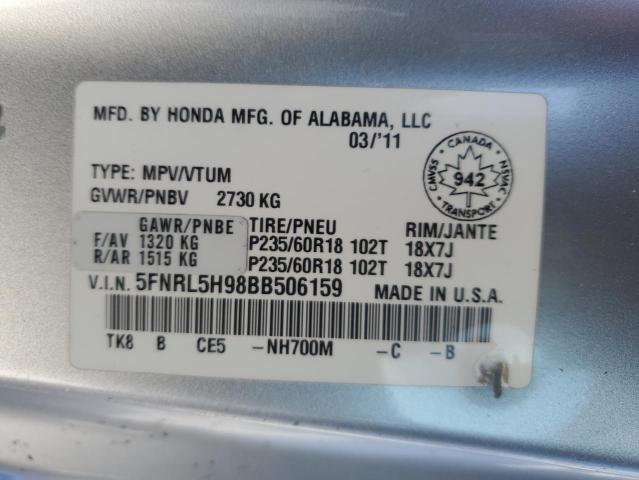 MFD. BY HONDA MFG. OF ALABAMA, LLC
03/'11
TYPE: MPV/VTUM
GVWR/PNBV 2730 KG
GAWR/PNBE TIRE/PNEU RIM/JANTE
F/AV 1320 KG P235/60R18 102T 18X7J
R/AR 1515 KG P235/60R18 102T 18X7J
CANADA
CMVSS 942 NSVAC
TRANSPORT
V.I.N. 5FNRL5H98BB506159 MADE IN U.S.A.
TK8 B CE5 -NH700M -C -B